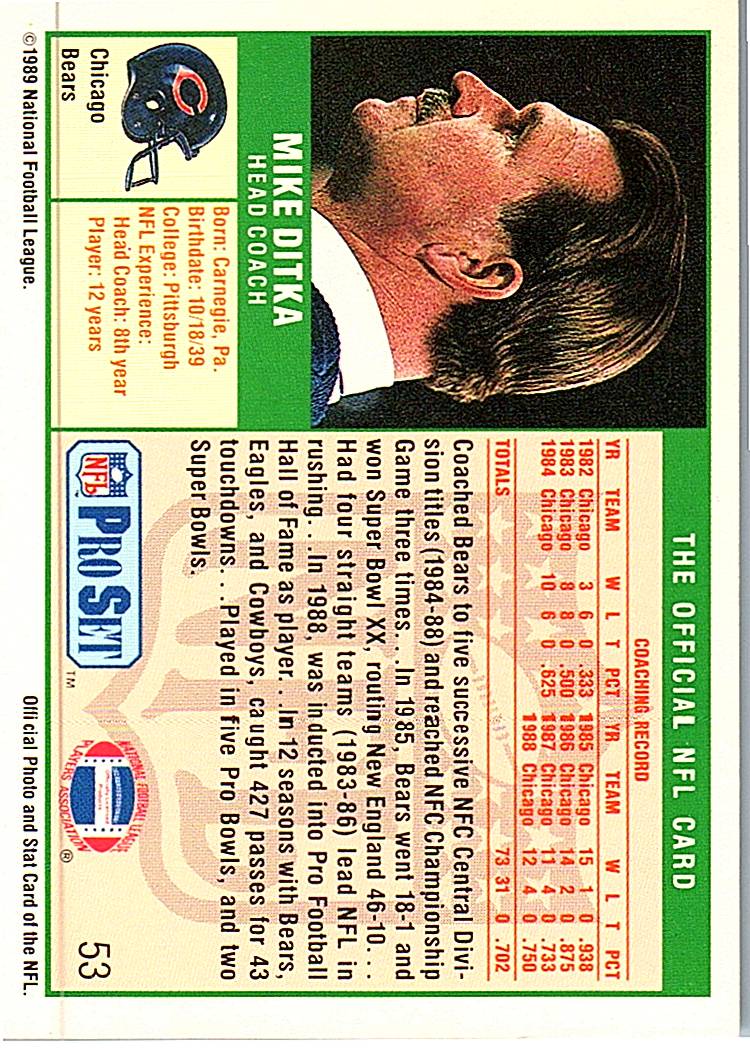 THE OFFICIAL NFL CARD
MIKE DITKA
HEAD COACH
Chicago
Bears
Born: Carnegie, Pa.
Birthdate: 10/18/39
College: Pittsburgh
NFL Experience:
Head Coach: 8th year
Player: 12 years
COACHING RECORD
YR TEAM W L T PCT YR TEAM W L T PCT
1982 Chicago 3 6 0 .333 1985 Chicago 15 1 0 .938
1983 Chicago 8 8 0 .500 1986 Chicago 14 2 0 .875
1984 Chicago 10 6 0 .625 1987 Chicago 11 4 0 .733
1988 Chicago 12 4 0 .750
TOTALS 73 31 0 .702
Coached Bears to five successive NFC Central Divi-
sion titles (1984-88) and reached NFC Championship
Game three times. . .In 1985, Bears went 18-1 and
won Super Bowl XX, routing New England 46-10. . .
Had four straight teams (1983-86) lead NFL in
rushing. . .In 1988, was inducted into Pro Football
Hall of Fame as player. . .In 12 seasons with Bears,
Eagles, and Cowboys, caught 427 passes for 43
touchdowns. . .Played in five Pro Bowls, and two
Super Bowls.
NFL PRO SET TM
NATIONAL FOOTBALL LEAGUE
PLAYERS ASSOCIATION ®
53
©1989 National Football League.
Official Photo and Stat Card of the NFL.